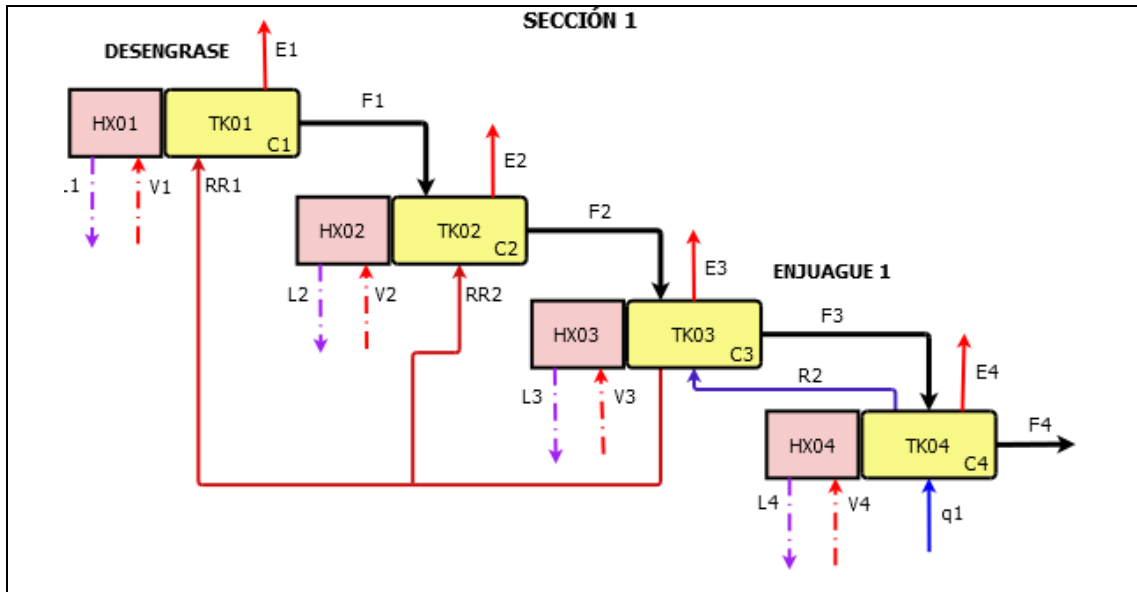 SECCIÓN 1
DESENGRASE
E1
F1
HX01
TK01
C1
.1
V1
RR1
E2
F2
HX02
TK02
C2
L2
V2
RR2
E3
ENJUAGUE 1
F3
HX03
TK03
C3
L3
V3
R2
E4
F4
HX04
TK04
C4
L4
V4
q1